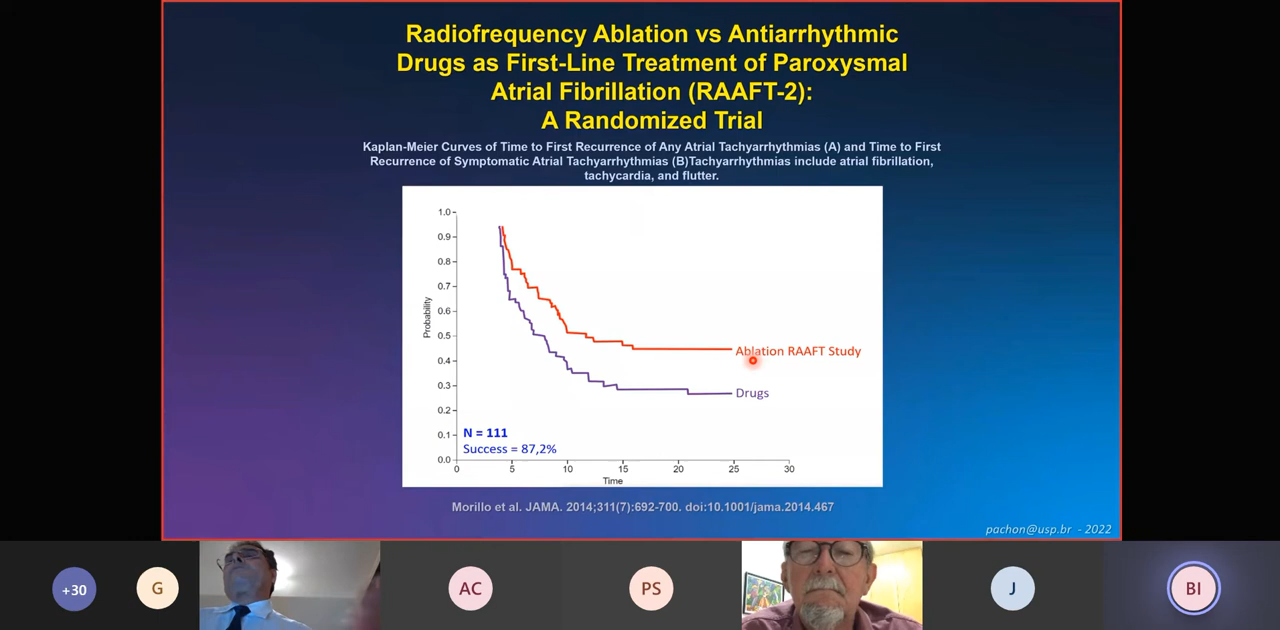 Radiofrequency Ablation vs Antiarrhythmic
Drugs as First-Line Treatment of Paroxysmal
Atrial Fibrillation (RAAFT-2):
A Randomized Trial
Kaplan-Meier Curves of Time to First Recurrence of Any Atrial Tachyarrhythmias (A) and Time to First
Recurrence of Symptomatic Atrial Tachyarrhythmias (B)Tachyarrhythmias include atrial fibrillation,
tachycardia, and flutter.
1.0
0.9
0.8
0.7
0.6
0.5
0.4
0.3
0.2
0.1
0.0
Probability
Ablation RAAFT Study
Drugs
N = 111
Success = 87,2%
0 5 10 15 20 25 30
Time
Morillo et al. JAMA. 2014;311(7):692-700. doi:10.1001/jama.2014.467
pachon@usp.br - 2022
+30 G AC PS J BI